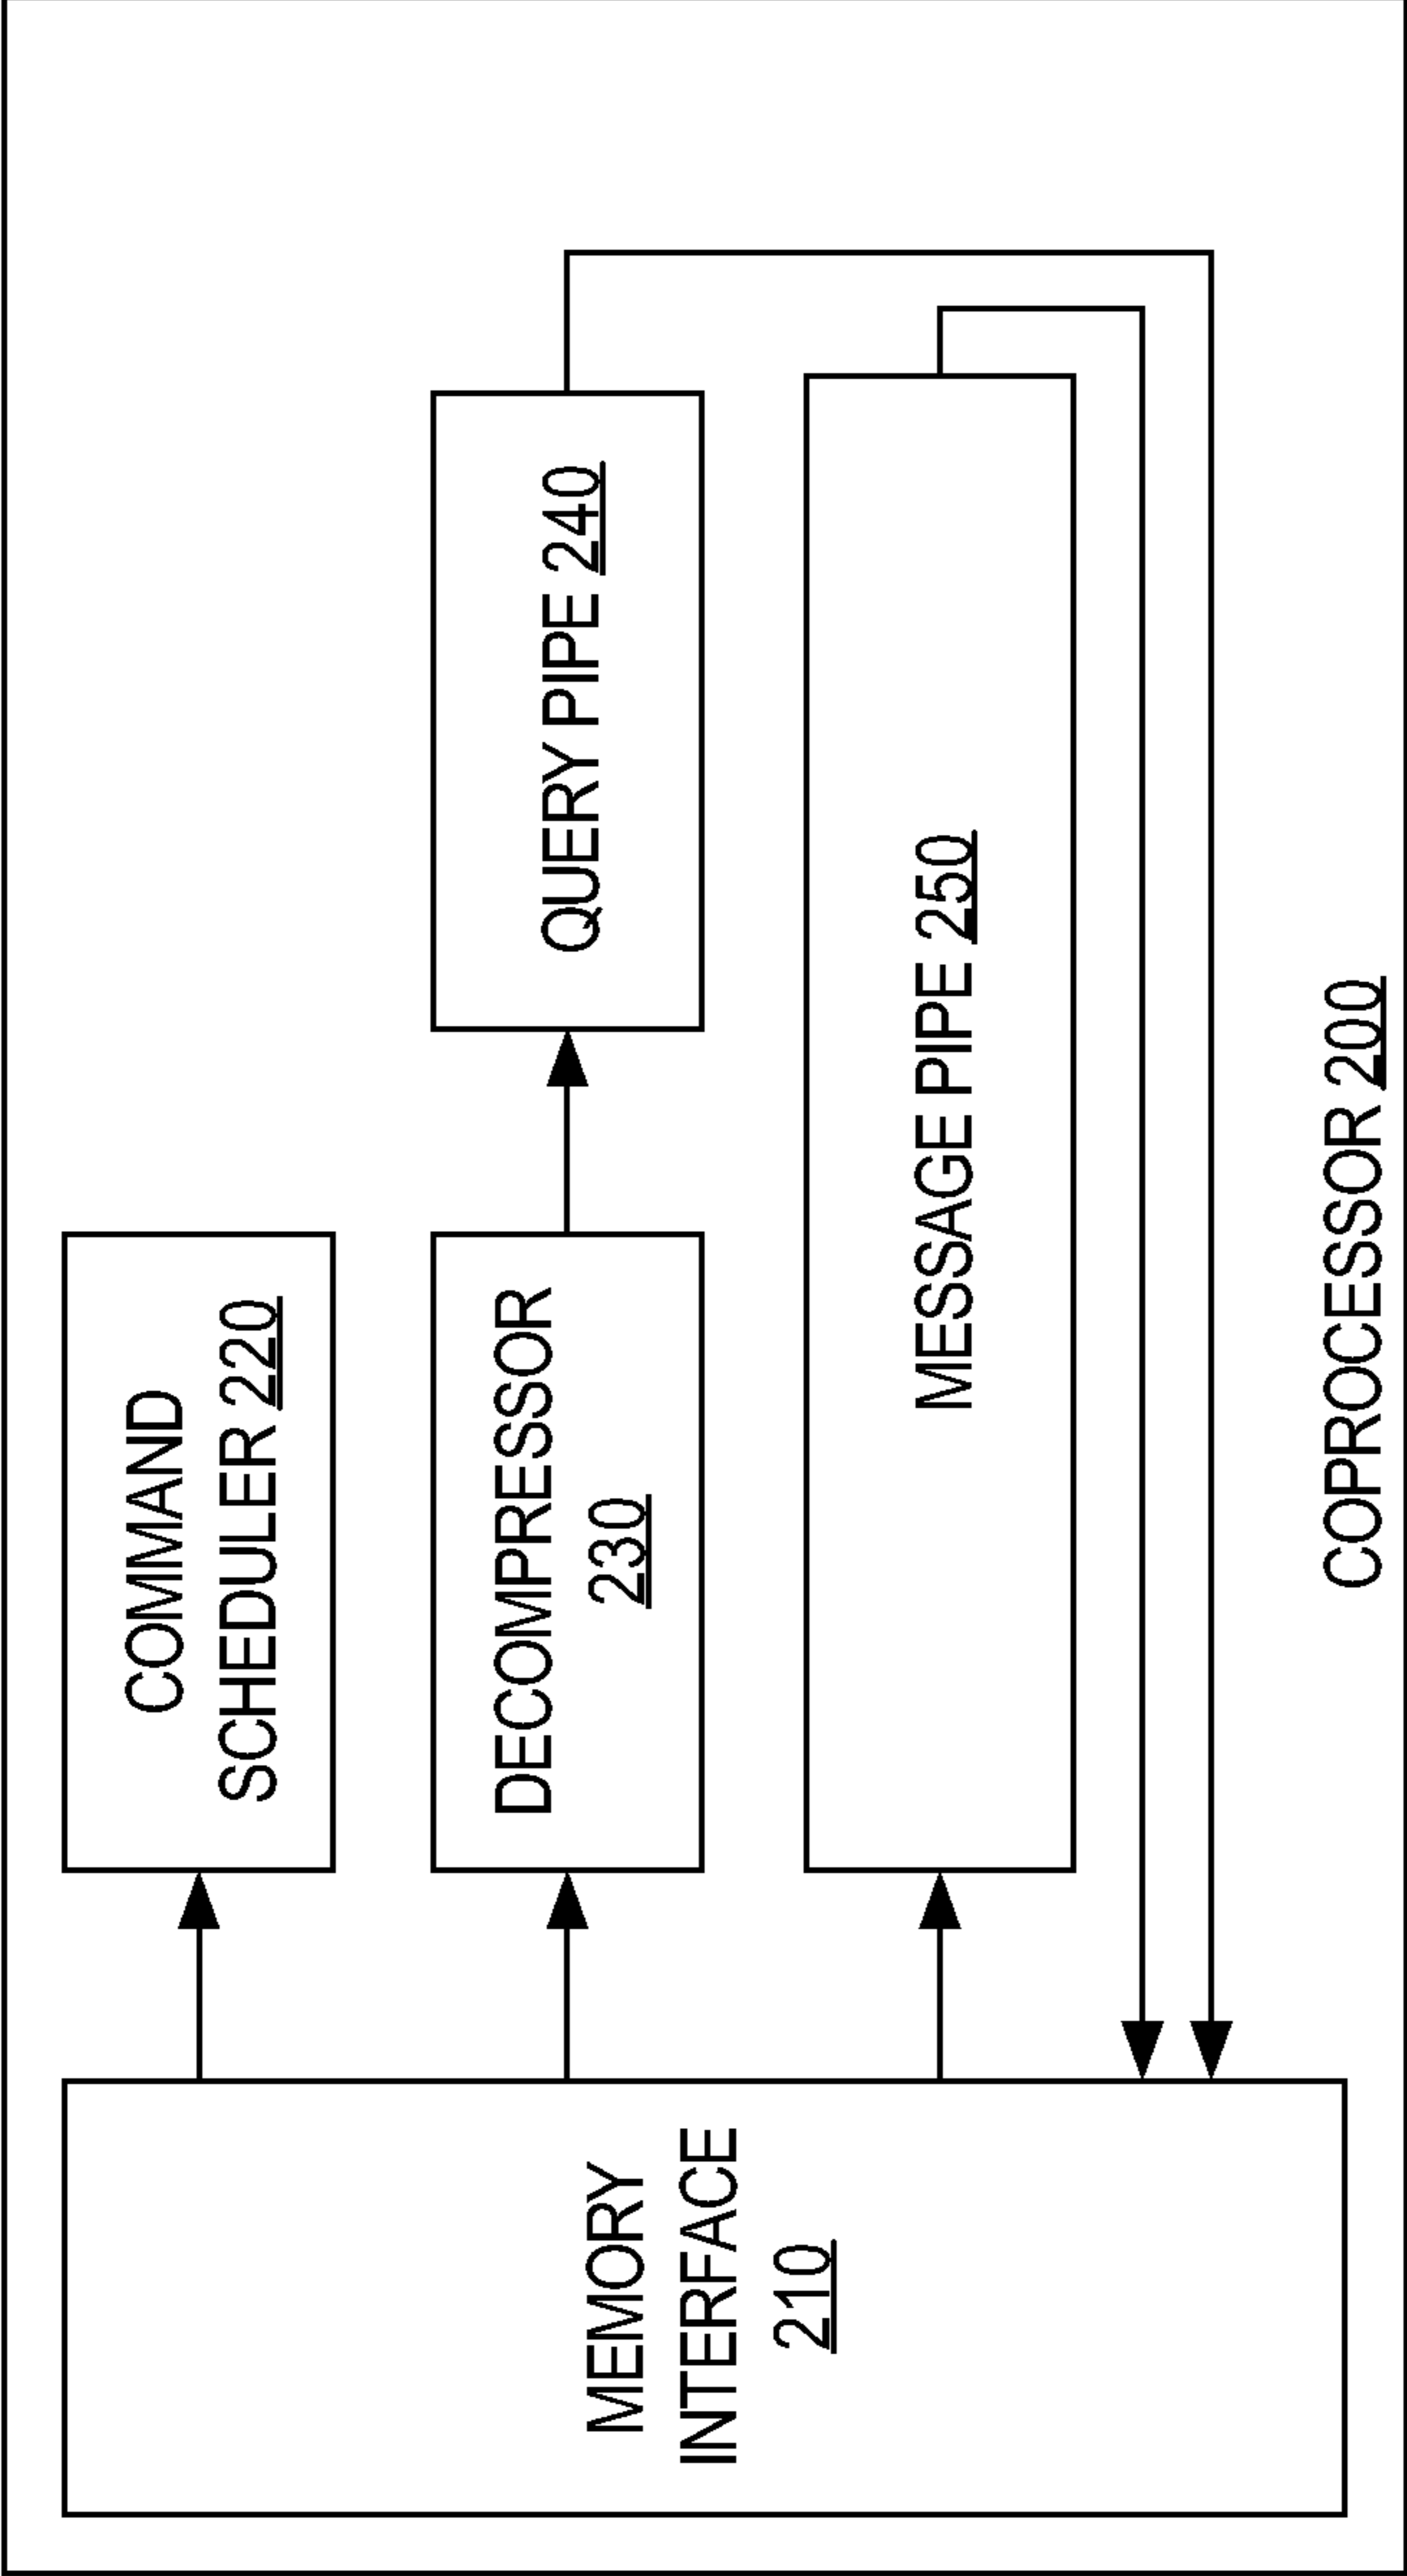 COMMAND
SCHEDULER 220
MEMORY
INTERFACE
210
DECOMPRESSOR
230
QUERY PIPE 240
MESSAGE PIPE 250
COPROCESSOR 200